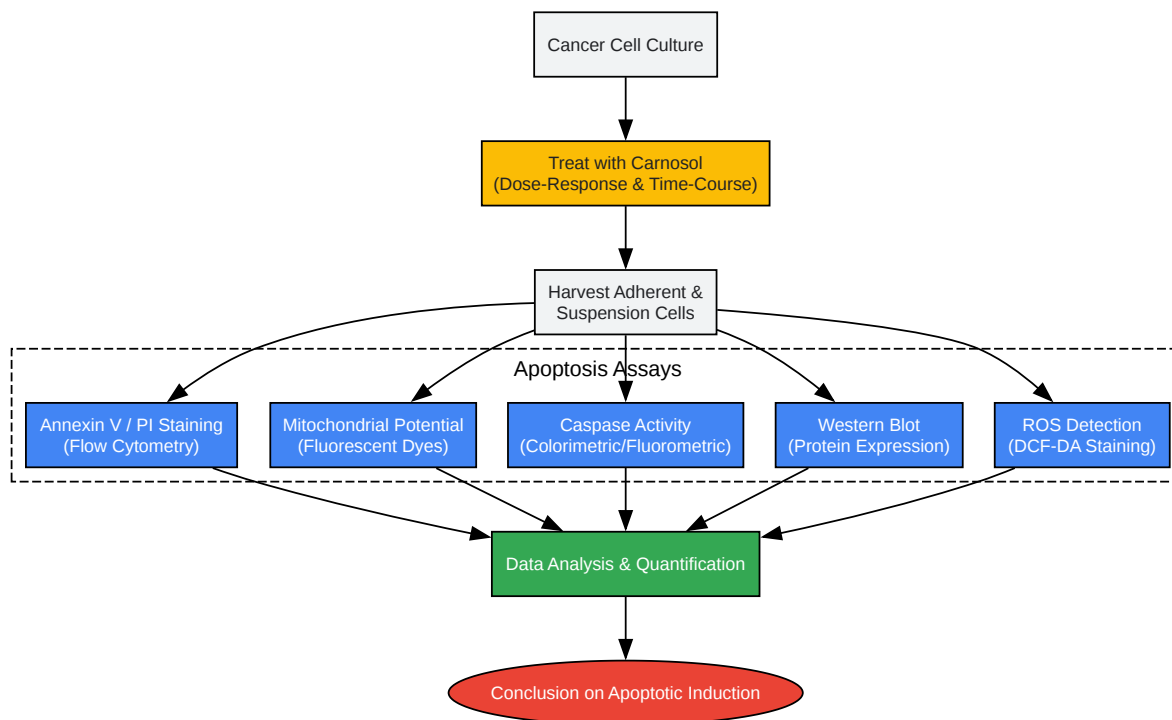 Cancer Cell Culture
Treat with Carnosol
(Dose-Response & Time-Course)
Harvest Adherent &
Suspension Cells
Apoptosis Assays
Annexin V / PI Staining
(Flow Cytometry)
Mitochondrial Potential
(Fluorescent Dyes)
Caspase Activity
(Colorimetric/Fluorometric)
Western Blot
(Protein Expression)
ROS Detection
(DCF-DA Staining)
Data Analysis & Quantification
Conclusion on Apoptotic Induction